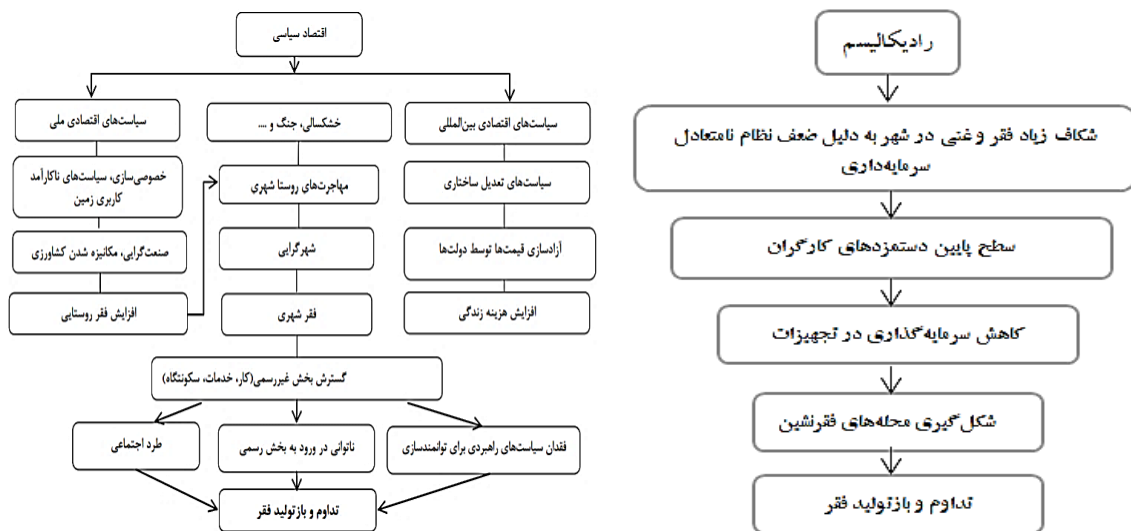 اقتصاد سیاسی
سیاست‌های اقتصادی ملی
خصوصی‌سازی، سیاست‌های ناکارآمد
کاربری زمین
صنعت‌گرایی، مکانیزه شدن کشاورزی
افزایش فقر روستایی
خشکسالی، جنگ و ....
مهاجرت‌های روستا شهری
شهرگرایی
فقر شهری
سیاست‌های اقتصادی بین‌المللی
سیاست‌های تعدیل ساختاری
آزادسازی قیمت‌ها توسط دولت‌ها
افزایش هزینه زندگی
گسترش بخش غیررسمی(کار، خدمات، سکونتگاه)
طرد اجتماعی
ناتوانی در ورود به بخش رسمی
فقدان سیاست‌های راهبردی برای توانمندسازی
تداوم و بازتولید فقر
رادیکالیسم
شکاف زیاد فقر و غنی در شهر به دلیل ضعف نظام نامتعادل
سرمایه‌داری
سطح پایین دستمزدهای کارگران
کاهش سرمایه‌گذاری در تجهیزات
شکل‌گیری محله‌های فقرنشین
تداوم و بازتولید فقر